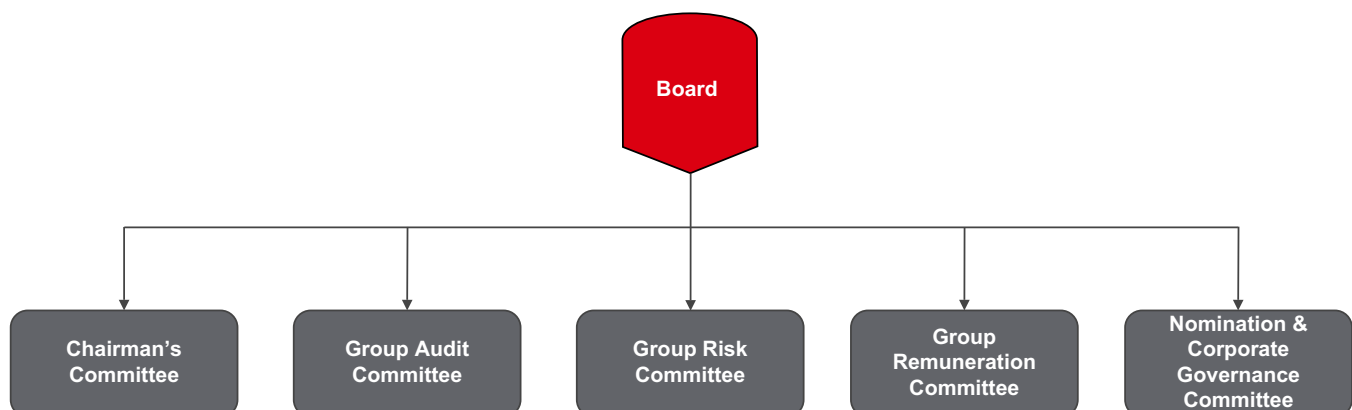 Board
Chairman’s
Committee
Group Audit
Committee
Group Risk
Committee
Group
Remuneration
Committee
Nomination &
Corporate
Governance
Committee